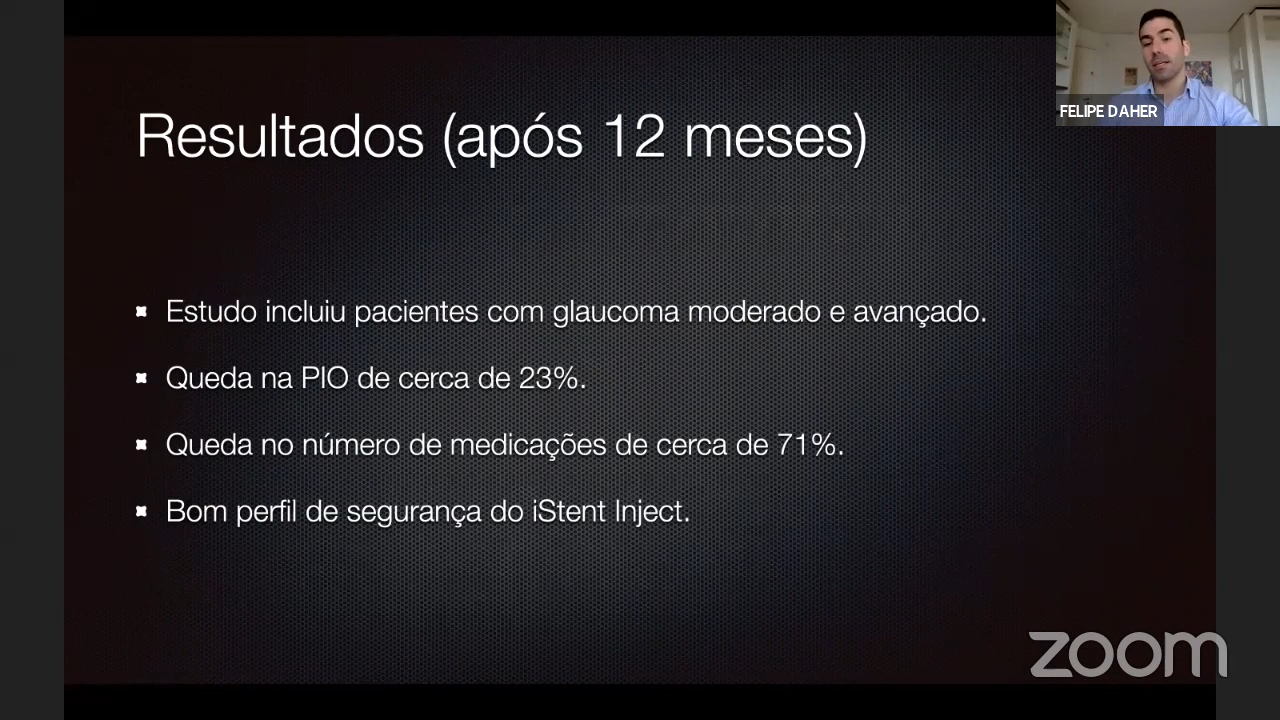 FELIPE DAHER
Resultados (após 12 meses)
Estudo incluiu pacientes com glaucoma moderado e avançado.
Queda na PIO de cerca de 23%.
Queda no número de medicações de cerca de 71%.
Bom perfil de segurança do iStent Inject.
zoom